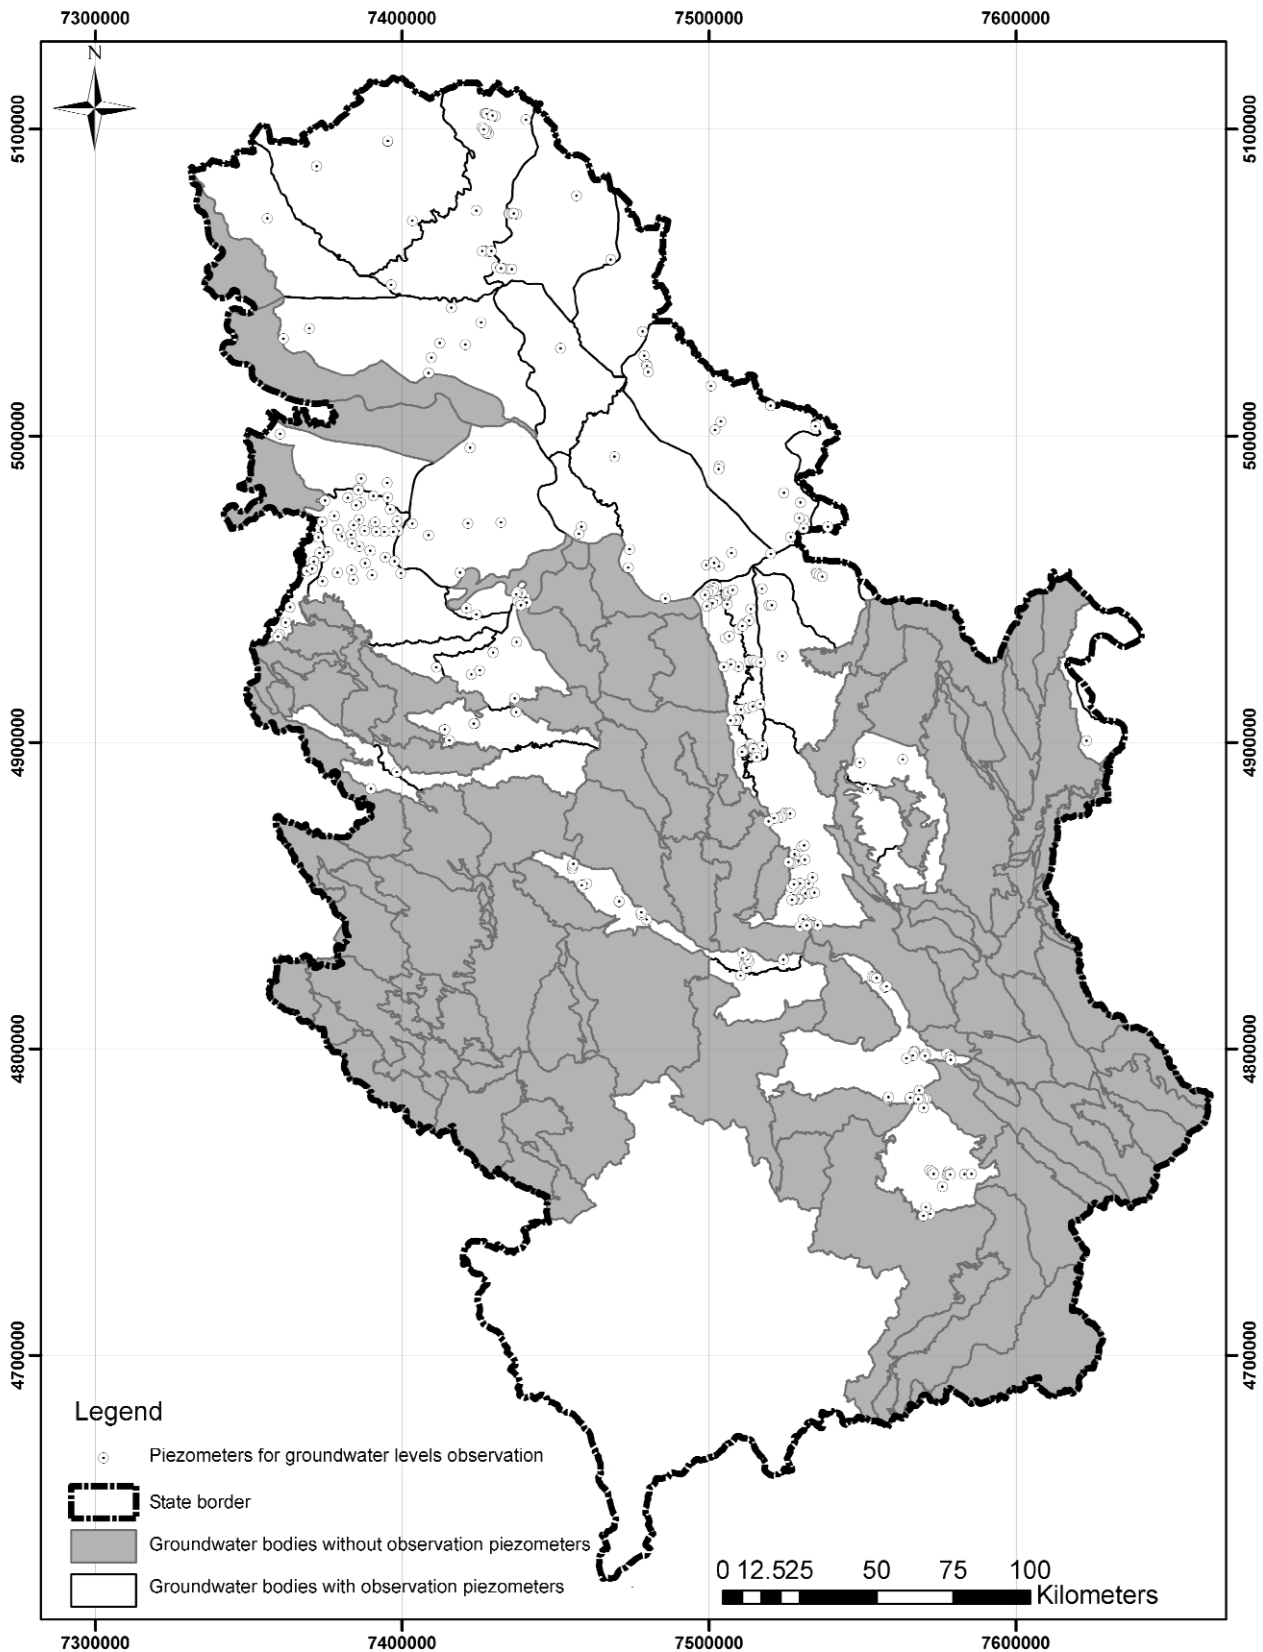 7300000 7400000 7500000 7600000
N
5100000 5100000
5000000 5000000
4900000 4900000
4800000 4800000
4700000 4700000
Legend
Piezometers for groundwater levels observation
State border
Groundwater bodies without observation piezometers
Groundwater bodies with observation piezometers
0 12.525 50 75 100
Kilometers
7300000 7400000 7500000 7600000